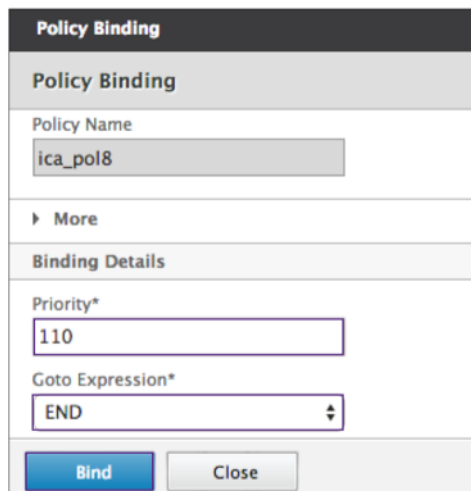 Policy Binding
Policy Binding
Policy Name
ica_pol8
More
Binding Details
Priority*
110
Goto Expression*
END
Bind Close